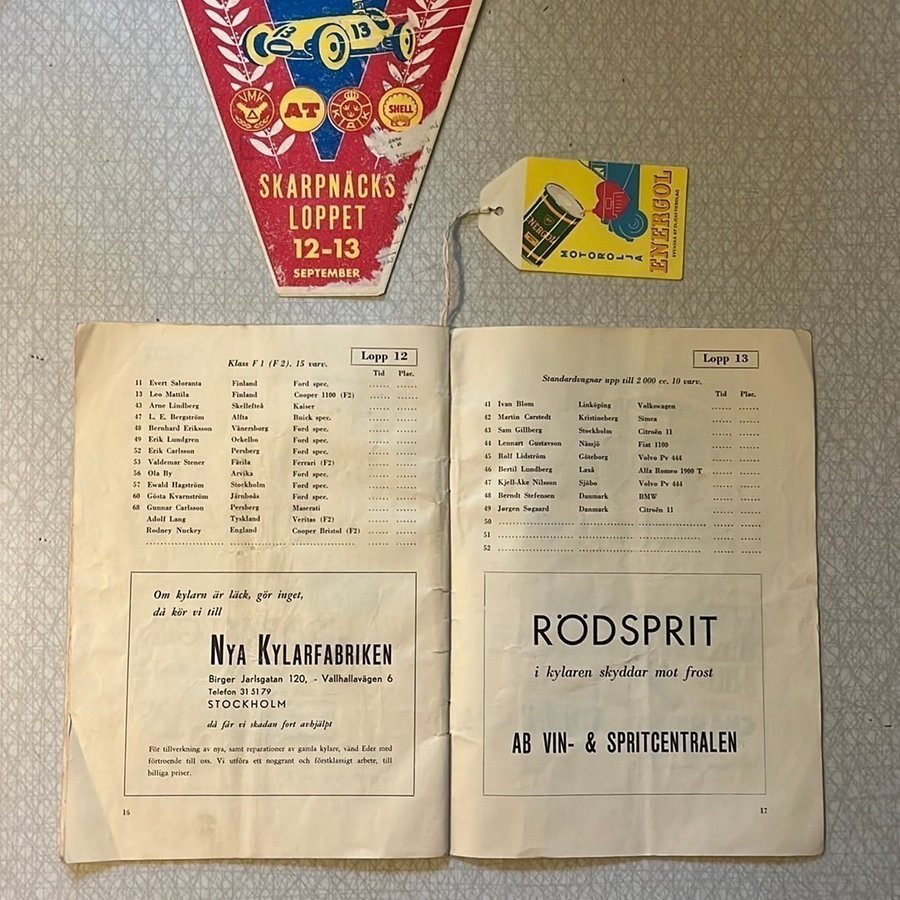 13
13
VMK
AT
KAK
SHELL
SKARPNÄCKS
LOPPET
12-13
SEPTEMBER
ENERGOL
MOTOROLJA
ENERGOL
SVENSKA BP OLJEAKTIEBOLAG
Lopp 12
Klass F 1 (F 2). 15 varv.
Tid Plac.
11 Evert Saloranta Finland Ford spec. ...... ......
13 Leo Mattila Finland Cooper 1100 (F2) ...... ......
43 Arne Lindberg Skellefteå Kaiser ...... ......
47 L. E. Bergström Alfta Buick spec. ...... ......
48 Bernhard Eriksson Vänersborg Ford spec. ...... ......
49 Erik Lundgren Ockelbo Ford spec. ...... ......
52 Erik Carlsson Persberg Ford spec. ...... ......
53 Valdemar Stener Färila Ferrari (F2) ...... ......
56 Ola By Arvika Ford spec. ...... ......
57 Ewald Hagström Stockholm Ford spec. ...... ......
60 Gösta Kvarnström Järnboås Ford spec. ...... ......
68 Gunnar Carlsson Persberg Maserati ...... ......
Adolf Lang Tyskland Veritas (F2) ...... ......
Rodney Nuckey England Cooper Bristol (F2) ...... ......
Om kylarn är läck, gör inget,
då kör vi till
NYA KYLARFABRIKEN
Birger Jarlsgatan 120, - Vallhallavägen 6
Telefon 31 51 79
STOCKHOLM
då får vi skadan fort avhjälpt
För tillverkning av nya, samt reparationer av gamla kylare, vänd Eder med
förtroende till oss. Vi utföra ett noggrant och förstklassigt arbete, till
billiga priser.
16
Lopp 13
Standardvagnar upp till 2 000 cc. 10 varv.
Tid Plac.
41 Ivan Blom Linköping Volkswagen ...... ......
42 Martin Carstedt Kristineberg Simca ...... ......
43 Sam Gillberg Stockholm Citroën 11 ...... ......
44 Lennart Gustavson Nässjö Fiat 1100 ...... ......
45 Rolf Lidström Göteborg Volvo Pv 444 ...... ......
46 Bertil Lundberg Laxå Alfa Romeo 1900 T ...... ......
47 Kjell-Åke Nilsson Sjöbo Volvo Pv 444 ...... ......
48 Berndt Stefensen Danmark BMW ...... ......
49 Jørgen Søgaard Danmark Citroën 11 ...... ......
50
51
52
RÖDSPRIT
i kylaren skyddar mot frost
AB VIN- & SPRITCENTRALEN
17